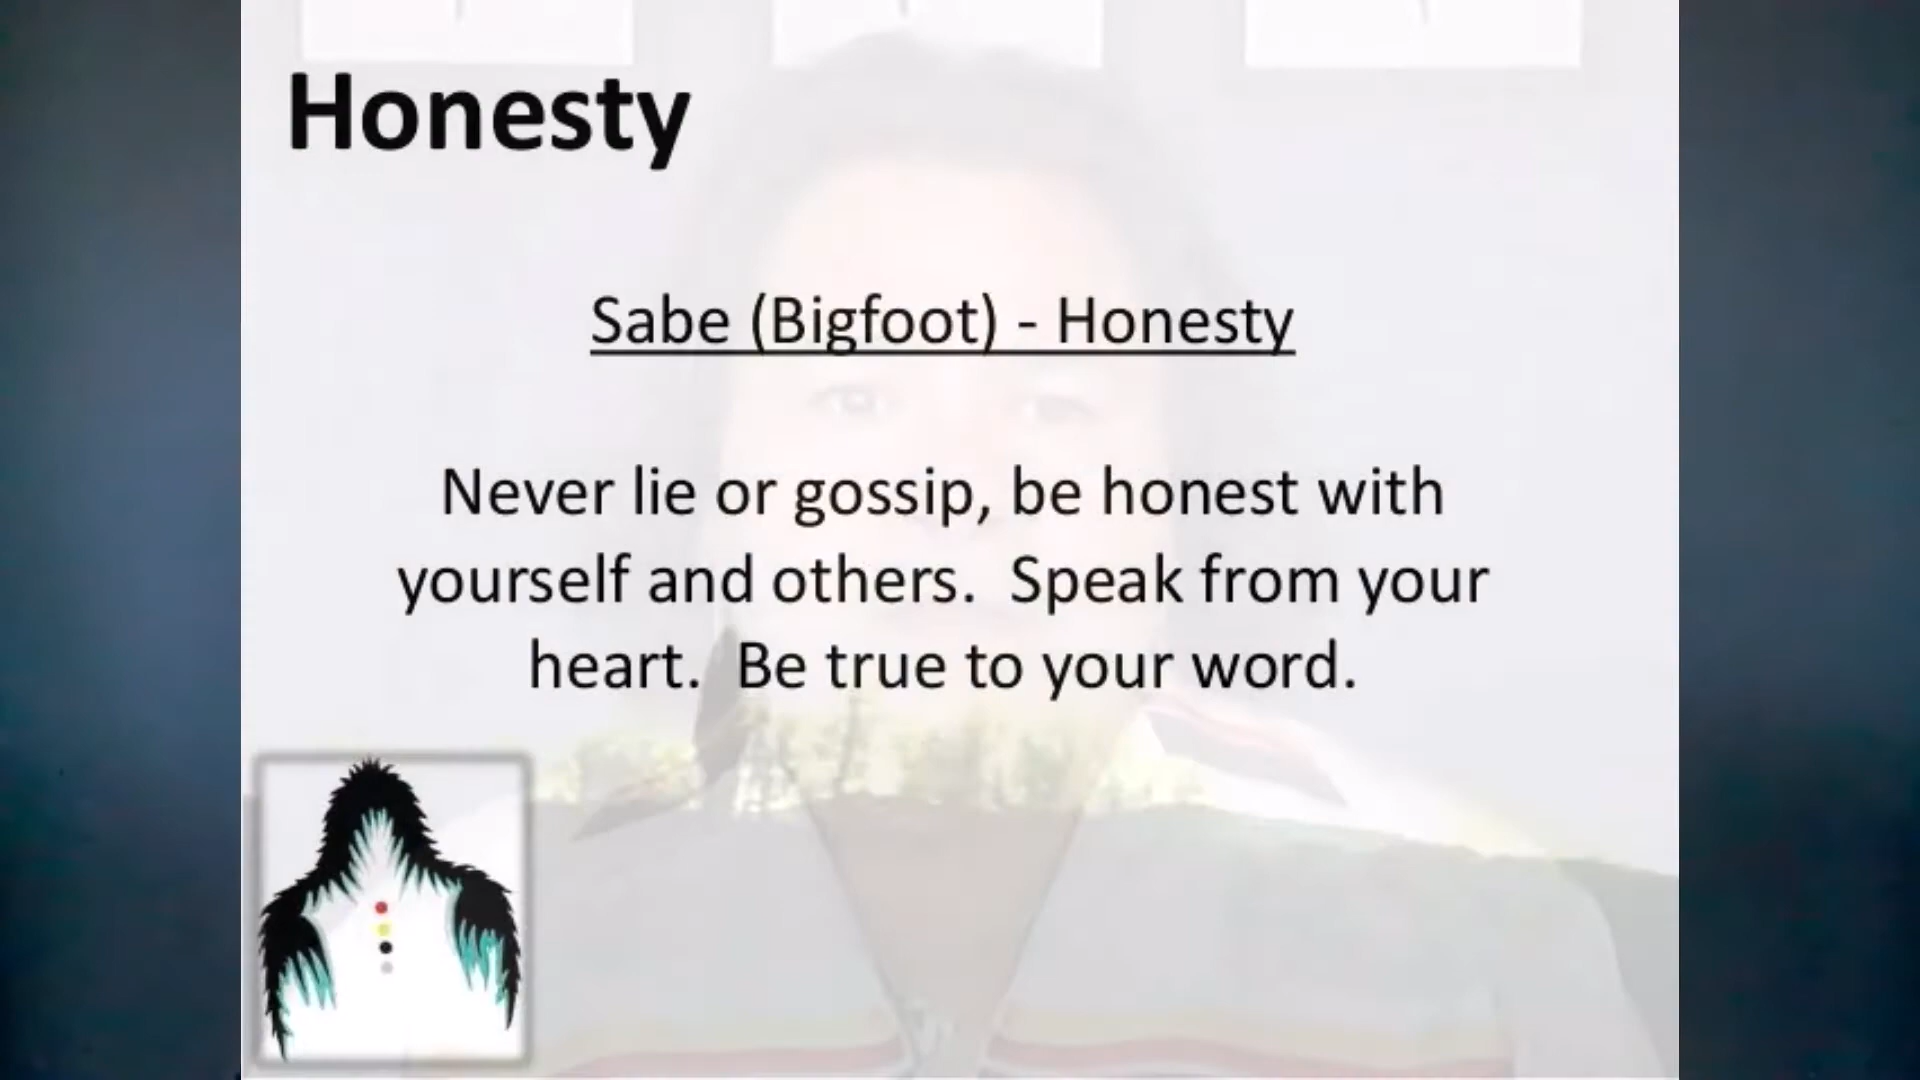 Honesty
Sabe (Bigfoot) - Honesty
Never lie or gossip, be honest with
yourself and others.  Speak from your
heart.  Be true to your word.